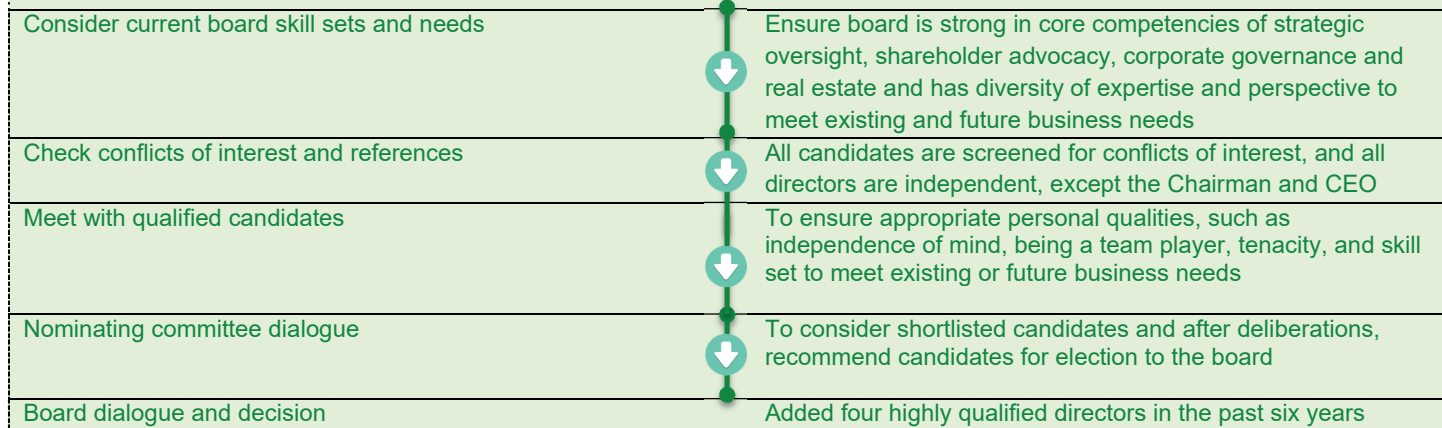 Consider current board skill sets and needs
Ensure board is strong in core competencies of strategic
oversight, shareholder advocacy, corporate governance and
real estate and has diversity of expertise and perspective to
meet existing and future business needs
Check conflicts of interest and references
All candidates are screened for conflicts of interest, and all
directors are independent, except the Chairman and CEO
Meet with qualified candidates
To ensure appropriate personal qualities, such as
independence of mind, being a team player, tenacity, and skill
set to meet existing or future business needs
Nominating committee dialogue
To consider shortlisted candidates and after deliberations,
recommend candidates for election to the board
Board dialogue and decision
Added four highly qualified directors in the past six years